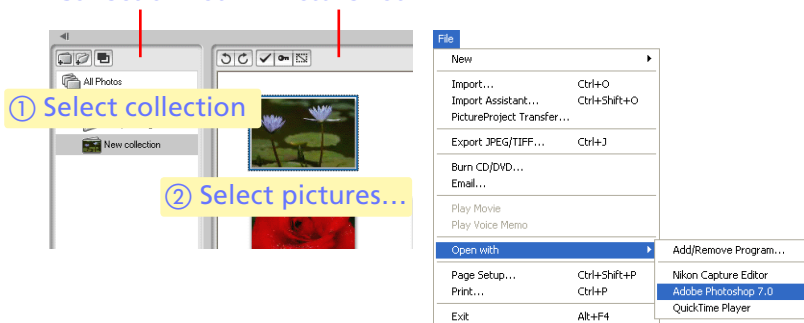 All Photos
① Select collection
New collection
② Select pictures...
File
New
Import... Ctrl+O
Import Assistant... Ctrl+Shift+O
PictureProject Transfer...
Export JPEG/TIFF... Ctrl+J
Burn CD/DVD...
Email...
Play Movie
Play Voice Memo
Open with
Add/Remove Program...
Page Setup... Ctrl+Shift+P
Nikon Capture Editor
Print... Ctrl+P
Adobe Photoshop 7.0
QuickTime Player
Exit Alt+F4